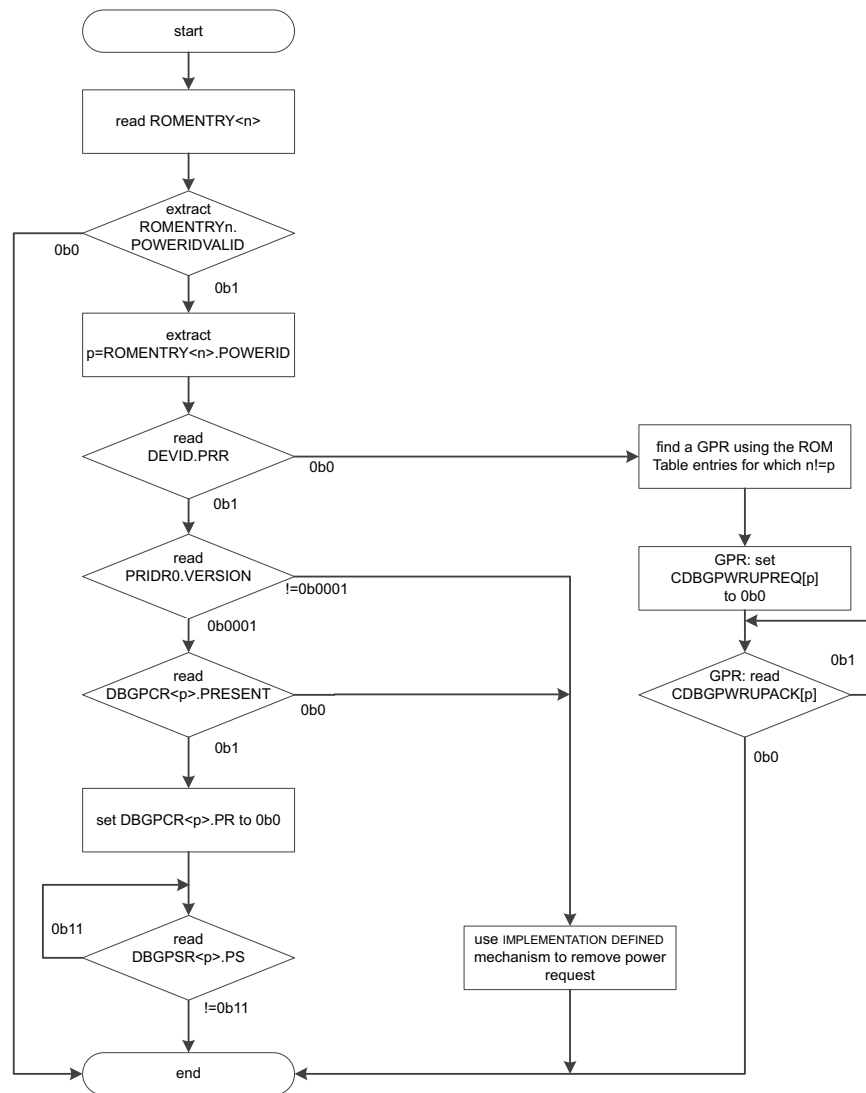 start
read ROMENTRY<n>
extract
ROMENTRYn.
POWERIDVALID
0b0
0b1
extract
p=ROMENTRY<n>.POWERID
read
DEVID.PRR
0b0
0b1
find a GPR using the ROM
Table entries for which n!=p
read
PRIDR0.VERSION
!=0b0001
0b0001
GPR: set
CDBGPWRUPREQ[p]
to 0b0
read
DBGPCR<p>.PRESENT
0b0
0b1
GPR: read
CDBGPWRUPACK[p]
0b1
0b0
set DBGPCR<p>.PR to 0b0
0b11
read
DBGPSR<p>.PS
!=0b11
use IMPLEMENTATION DEFINED
mechanism to remove power
request
end